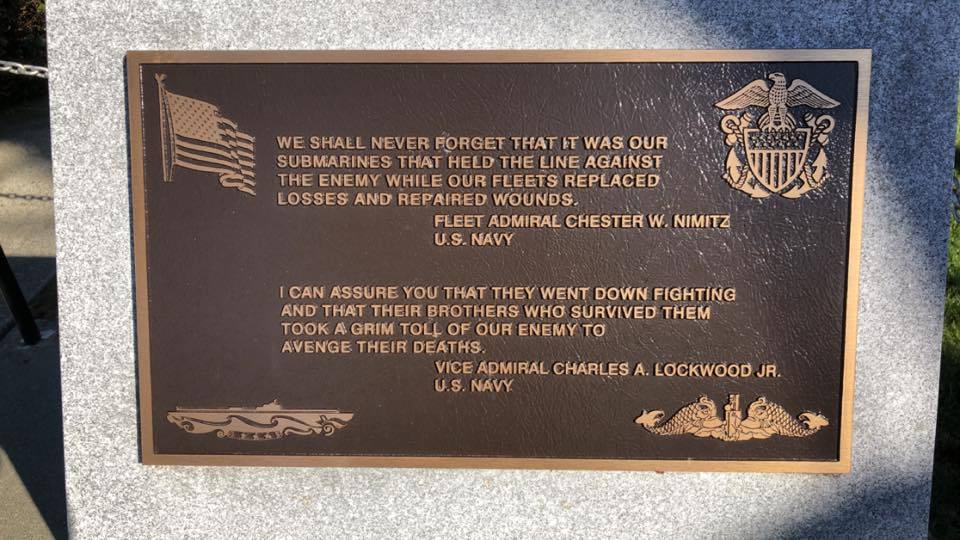 WE SHALL NEVER FORGET THAT IT WAS OUR
SUBMARINES THAT HELD THE LINE AGAINST
THE ENEMY WHILE OUR FLEETS REPLACED
LOSSES AND REPAIRED WOUNDS.
FLEET ADMIRAL CHESTER W. NIMITZ
U.S. NAVY
I CAN ASSURE YOU THAT THEY WENT DOWN FIGHTING
AND THAT THEIR BROTHERS WHO SURVIVED THEM
TOOK A GRIM TOLL OF OUR ENEMY TO
AVENGE THEIR DEATHS.
VICE ADMIRAL CHARLES A. LOCKWOOD JR.
U.S. NAVY